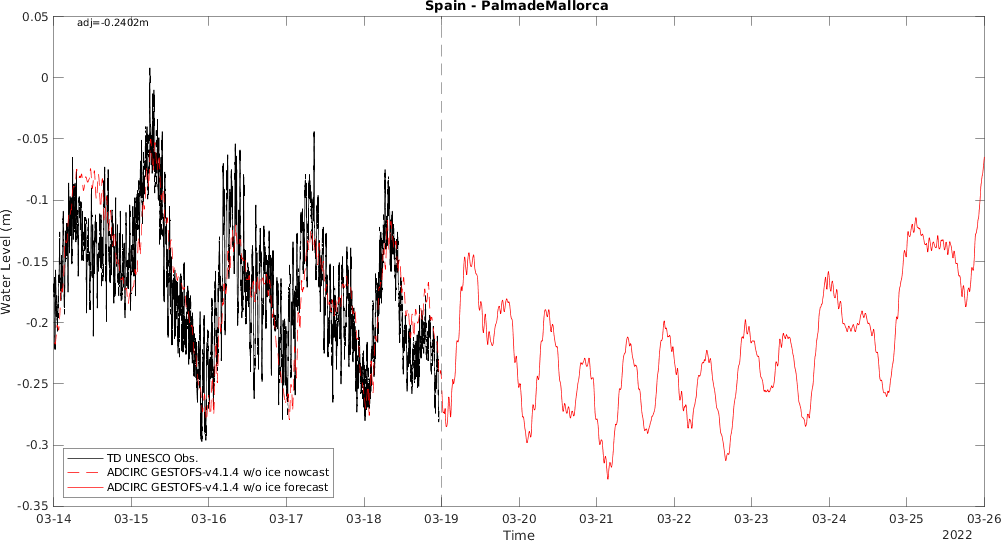 Spain - PalmadeMallorca
adj=-0.2402m
0.05
0
-0.05
-0.1
-0.15
-0.2
-0.25
-0.3
-0.35
Water Level (m)
TD UNESCO Obs.
ADCIRC GESTOFS-v4.1.4 w/o ice nowcast
ADCIRC GESTOFS-v4.1.4 w/o ice forecast
03-14 03-15 03-16 03-17 03-18 03-19 03-20 03-21 03-22 03-23 03-24 03-25 03-26
Time
2022